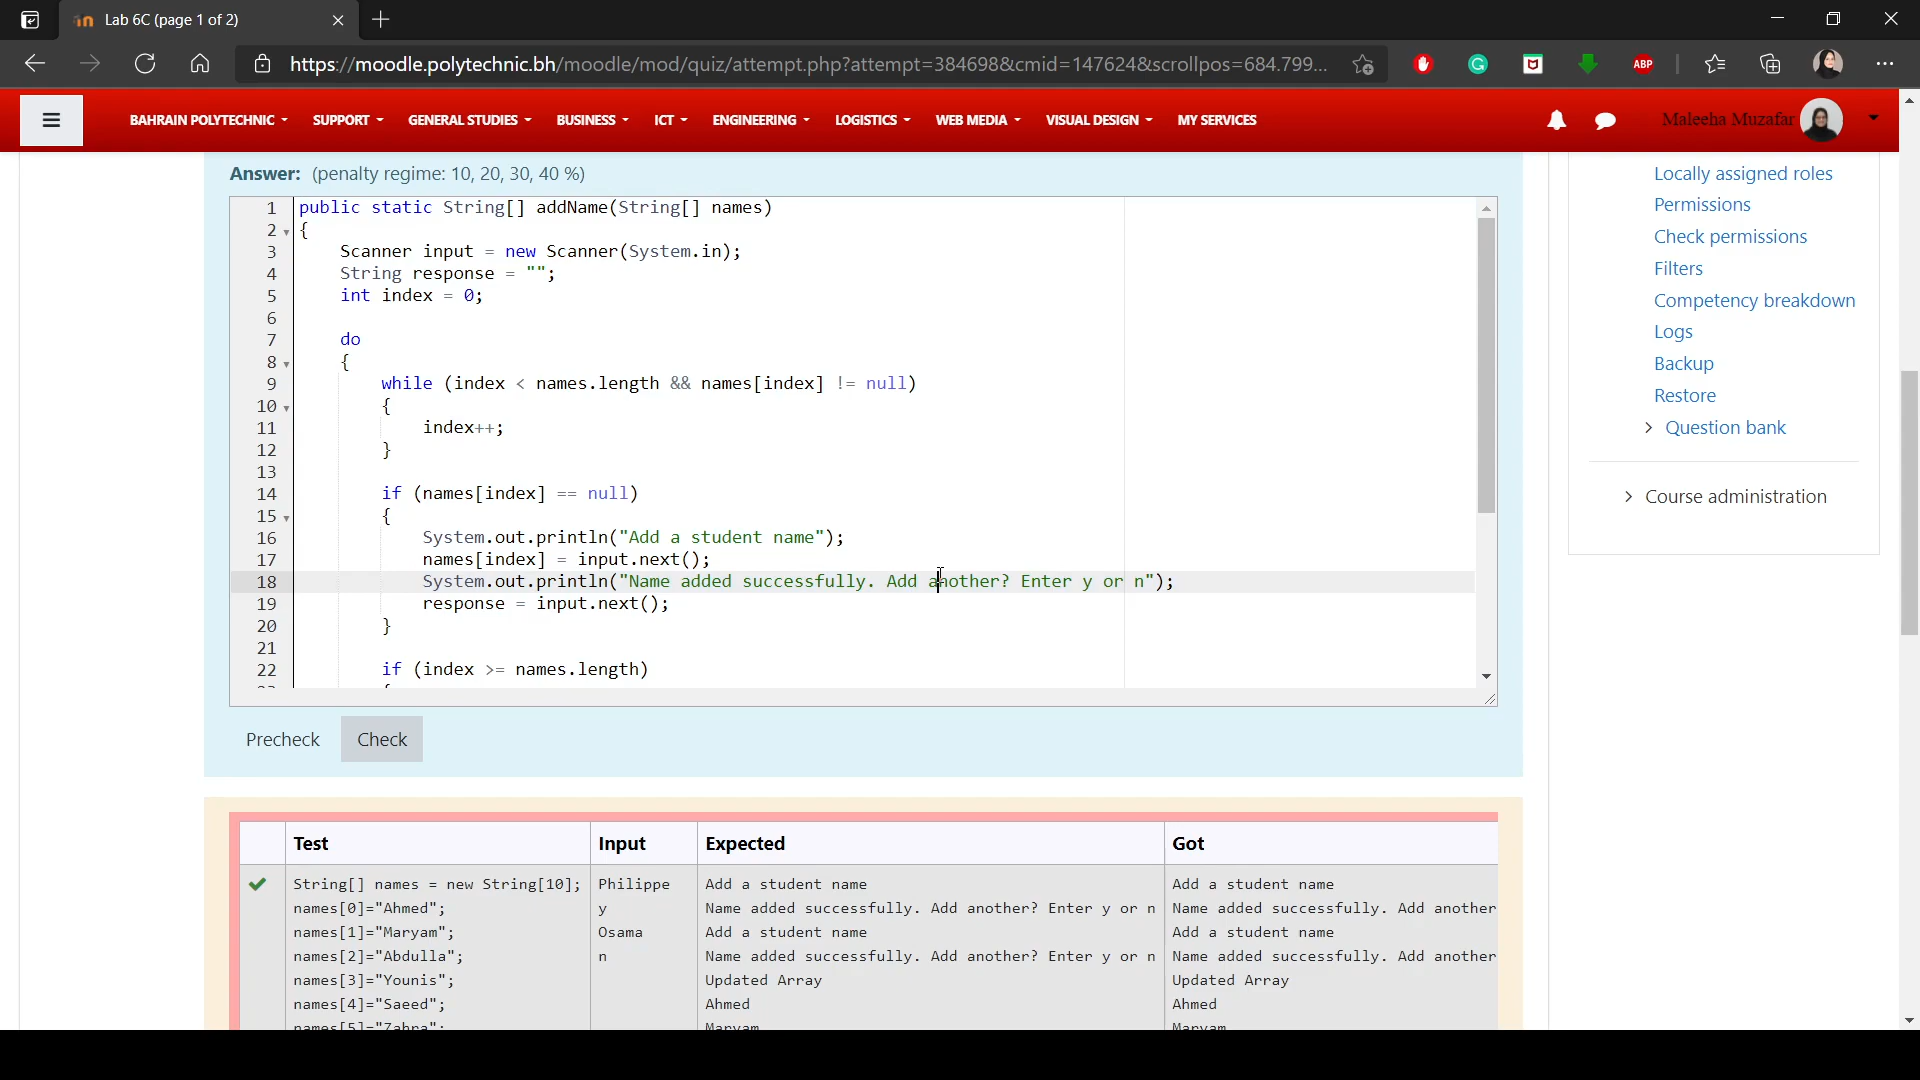 Lab 6C (page 1 of 2)
https://moodle.polytechnic.bh/moodle/mod/quiz/attempt.php?attempt=384698&cmid=147624&scrollpos=684.799...
ABP
BAHRAIN POLYTECHNIC SUPPORT GENERAL STUDIES BUSINESS ICT ENGINEERING LOGISTICS WEB MEDIA VISUAL DESIGN MY SERVICES
Maleeha Muzafar
Answer: (penalty regime: 10, 20, 30, 40 %)
1 public static String[] addName(String[] names)
2 {
3 Scanner input = new Scanner(System.in);
4 String response = "";
5 int index = 0;
6
7 do
8 {
9 while (index < names.length && names[index] != null)
10 {
11 index++;
12 }
13
14 if (names[index] == null)
15 {
16 System.out.println("Add a student name");
17 names[index] = input.next();
18 System.out.println("Name added successfully. Add another? Enter y or n");
19 response = input.next();
20 }
21
22 if (index >= names.length)
{
Precheck Check
Locally assigned roles
Permissions
Check permissions
Filters
Competency breakdown
Logs
Backup
Restore
Question bank
Course administration
Test Input Expected Got
String[] names = new String[10]; Philippe Add a student name Add a student name
names[0]="Ahmed"; y Name added successfully. Add another? Enter y or n Name added successfully. Add another
names[1]="Maryam"; Osama Add a student name Add a student name
names[2]="Abdulla"; n Name added successfully. Add another? Enter y or n Name added successfully. Add another
names[3]="Younis"; Updated Array Updated Array
names[4]="Saeed"; Ahmed Ahmed
names[5]="Zahra"; Maryam Maryam